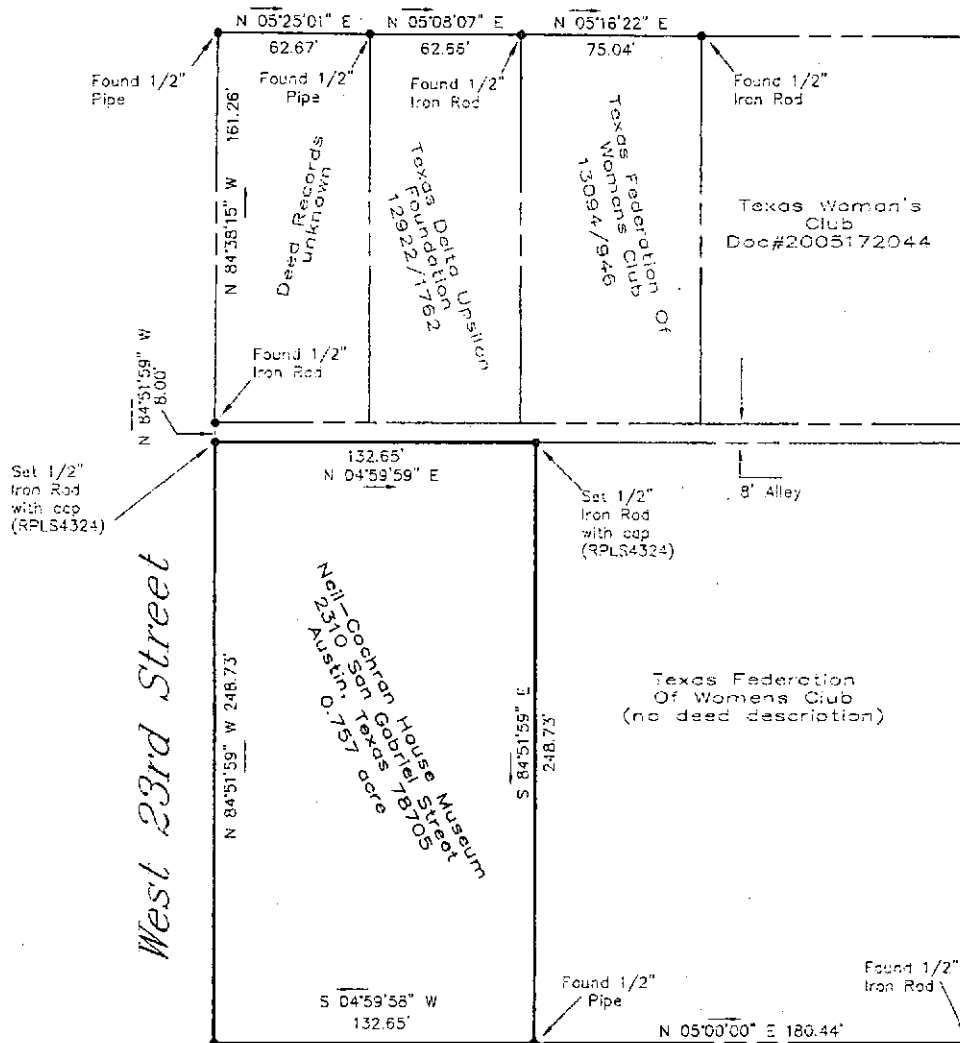 N 05°25'01" E
62.67'
N 05°08'07" E
62.55'
N 05°16'22" E
75.04'
Found 1/2"
Pipe
Found 1/2"
Pipe
Found 1/2"
Iron Rod
Found 1/2"
Iron Rod
N 84°38'15" W 161.26'
Deed Records
unknown
Texas Delta Upsilon
Foundation
12922/1762
Texas Federation Of
Womens Club
13094/946
Texas Woman's
Club
Doc#2005172044
Found 1/2"
Iron Rod
N 84°51'59" W
8.00'
Set 1/2"
Iron Rod
with cap
(RPLS4324)
132.65'
N 04°59'59" E
Set 1/2"
Iron Rod
with cap
(RPLS4324)
8' Alley
West 23rd Street
N 84°51'59" W 248.73'
Neil-Cochran House Museum
2310 San Gabriel Street
Austin, Texas 78705
0.757 acre
S 84°51'59" E
248.73'
Texas Federation
Of Womens Club
(no deed description)
S 04°59'58" W
132.65'
Found 1/2"
Pipe
N 05°00'00" E 180.44'
Found 1/2"
Iron Rod